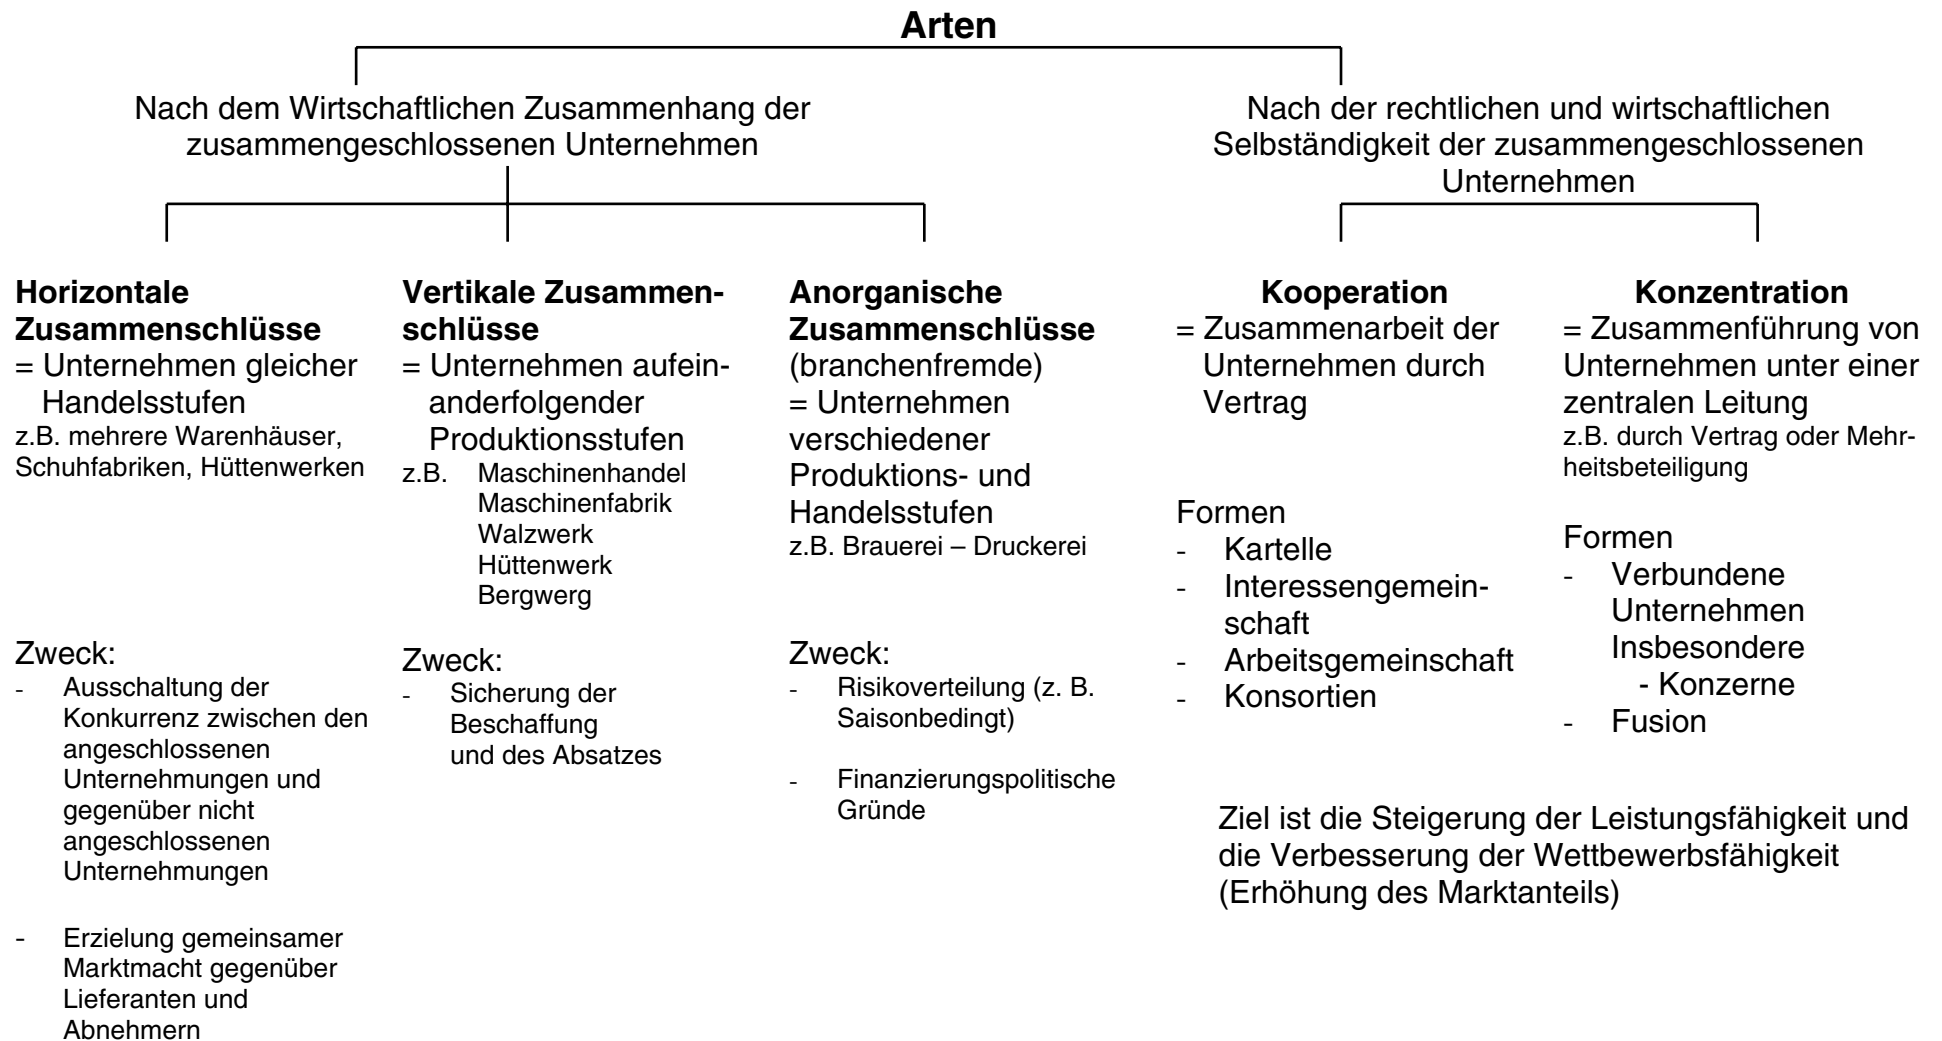 Arten
Nach dem Wirtschaftlichen Zusammenhang der
zusammengeschlossenen Unternehmen
Nach der rechtlichen und wirtschaftlichen
Selbständigkeit der zusammengeschlossenen
Unternehmen
Horizontale
Zusammenschlüsse
= Unternehmen gleicher
Handelsstufen
z.B. mehrere Warenhäuser,
Schuhfabriken, Hüttenwerken
Zweck:
- Ausschaltung der
Konkurrenz zwischen den
angeschlossenen
Unternehmungen und
gegenüber nicht
angeschlossenen
Unternehmungen
- Erzielung gemeinsamer
Marktmacht gegenüber
Lieferanten und
Abnehmern
Vertikale Zusammen-
schlüsse
= Unternehmen aufein-
anderfolgender
Produktionsstufen
z.B. Maschinenhandel
Maschinenfabrik
Walzwerk
Hüttenwerk
Bergwerg
Zweck:
- Sicherung der
Beschaffung
und des Absatzes
Anorganische
Zusammenschlüsse
(branchenfremde)
= Unternehmen
verschiedener
Produktions- und
Handelsstufen
z.B. Brauerei – Druckerei
Zweck:
- Risikoverteilung (z. B.
Saisonbedingt)
- Finanzierungspolitische
Gründe
Kooperation
= Zusammenarbeit der
Unternehmen durch
Vertrag
Formen
- Kartelle
- Interessengemein-
schaft
- Arbeitsgemeinschaft
- Konsortien
Konzentration
= Zusammenführung von
Unternehmen unter einer
zentralen Leitung
z.B. durch Vertrag oder Mehr-
heitsbeteiligung
Formen
- Verbundene
Unternehmen
Insbesondere
- Konzerne
- Fusion
Ziel ist die Steigerung der Leistungsfähigkeit und
die Verbesserung der Wettbewerbsfähigkeit
(Erhöhung des Marktanteils)